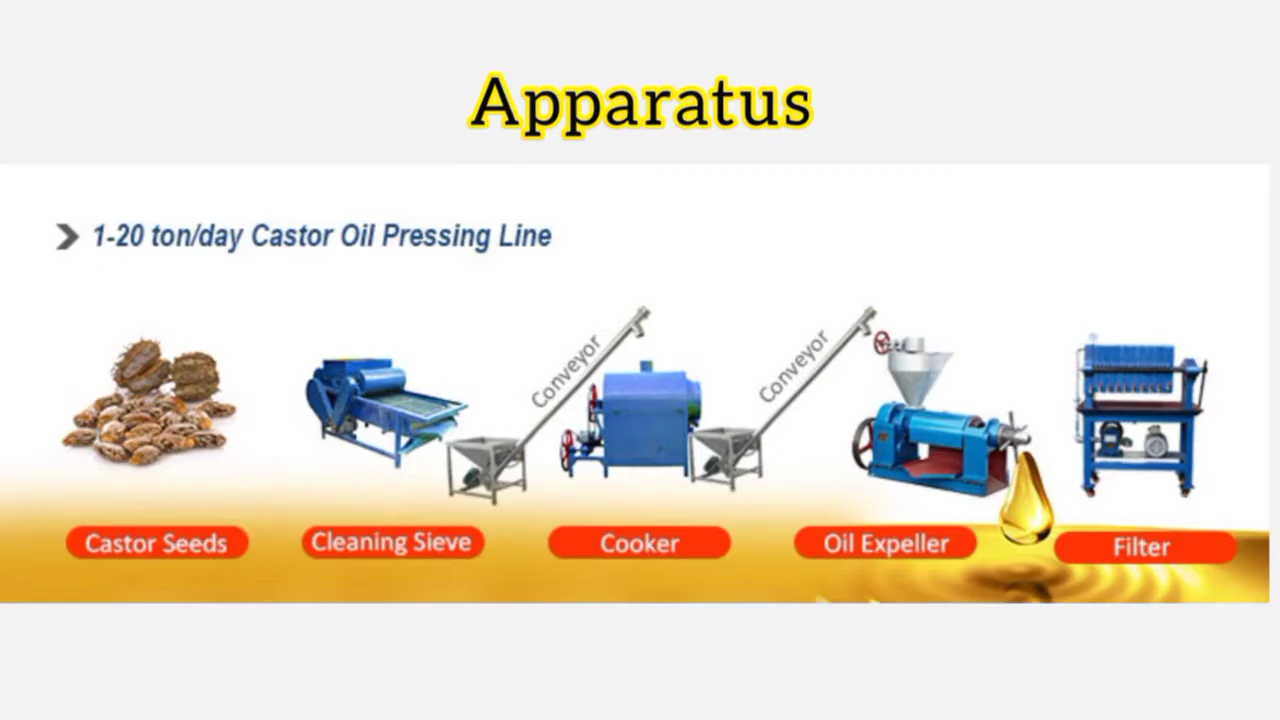 Apparatus
1-20 ton/day Castor Oil Pressing Line
Conveyor
Conveyor
Castor Seeds
Cleaning Sieve
Cooker
Oil Expeller
Filter